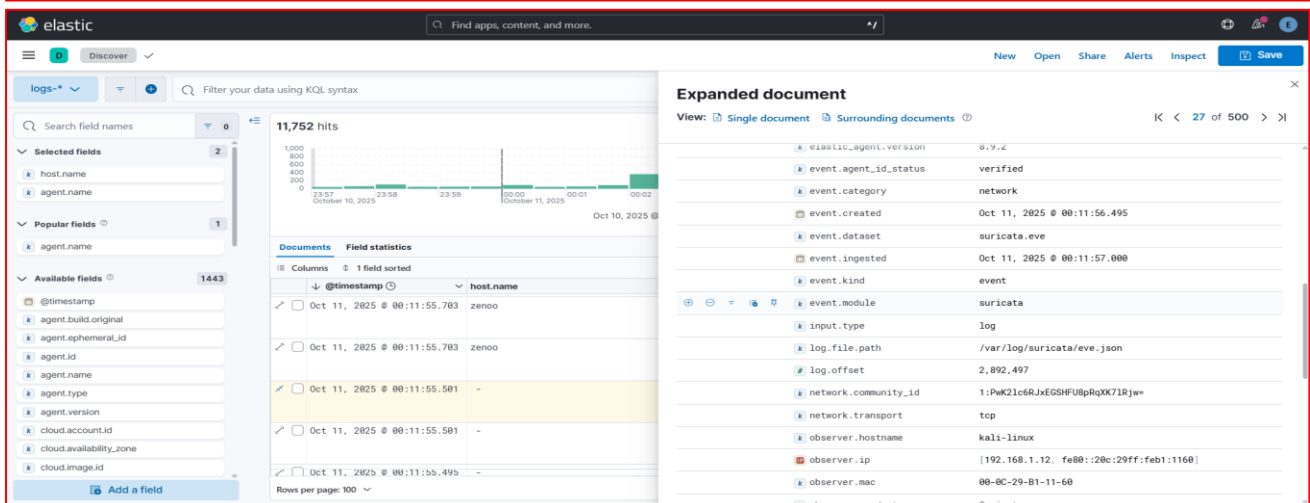 elastic
Find apps, content, and more.
^/
E
D
Discover
New Open Share Alerts Inspect Save
logs-*
Filter your data using KQL syntax
Search field names 0
Selected fields 2
host.name
agent.name
Popular fields 1
agent.name
Available fields 1443
@timestamp
agent.build.original
agent.ephemeral_id
agent.id
agent.name
agent.type
agent.version
cloud.account.id
cloud.availability_zone
cloud.image.id
Add a field
11,752 hits
1,000
800
600
400
200
0
23:57 23:58 23:59 00:00 00:01 00:02
October 10, 2025 October 11, 2025
Oct 10, 2025 @
Documents Field statistics
Columns 1 field sorted
@timestamp host.name
Oct 11, 2025 @ 00:11:55.703 zenoo
Oct 11, 2025 @ 00:11:55.703 zenoo
Oct 11, 2025 @ 00:11:55.501 -
Oct 11, 2025 @ 00:11:55.501 -
Oct 11, 2025 @ 00:11:55.495 -
Rows per page: 100
Expanded document
View: Single document Surrounding documents
27 of 500
elastic_agent.version 8.9.2
event.agent_id_status verified
event.category network
event.created Oct 11, 2025 @ 00:11:56.495
event.dataset suricata.eve
event.ingested Oct 11, 2025 @ 00:11:57.000
event.kind event
event.module suricata
input.type log
log.file.path /var/log/suricata/eve.json
log.offset 2,892,497
network.community_id 1:PwK2lc6RJxEGSHFU8pRqXK7lRjw=
network.transport tcp
observer.hostname kali-linux
observer.ip [192.168.1.12, fe80::20c:29ff:feb1:1160]
observer.mac 00-0C-29-B1-11-60